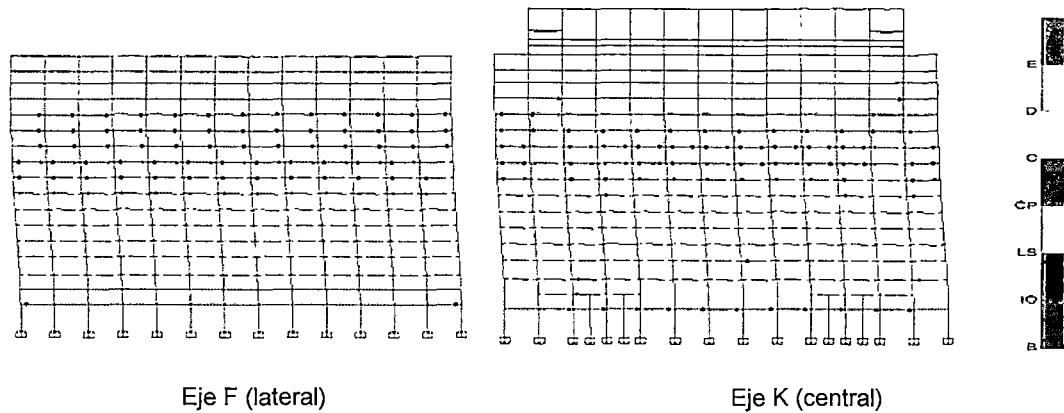 E
D
C
CP
LS
IO
B
Eje F (lateral)
Eje K (central)